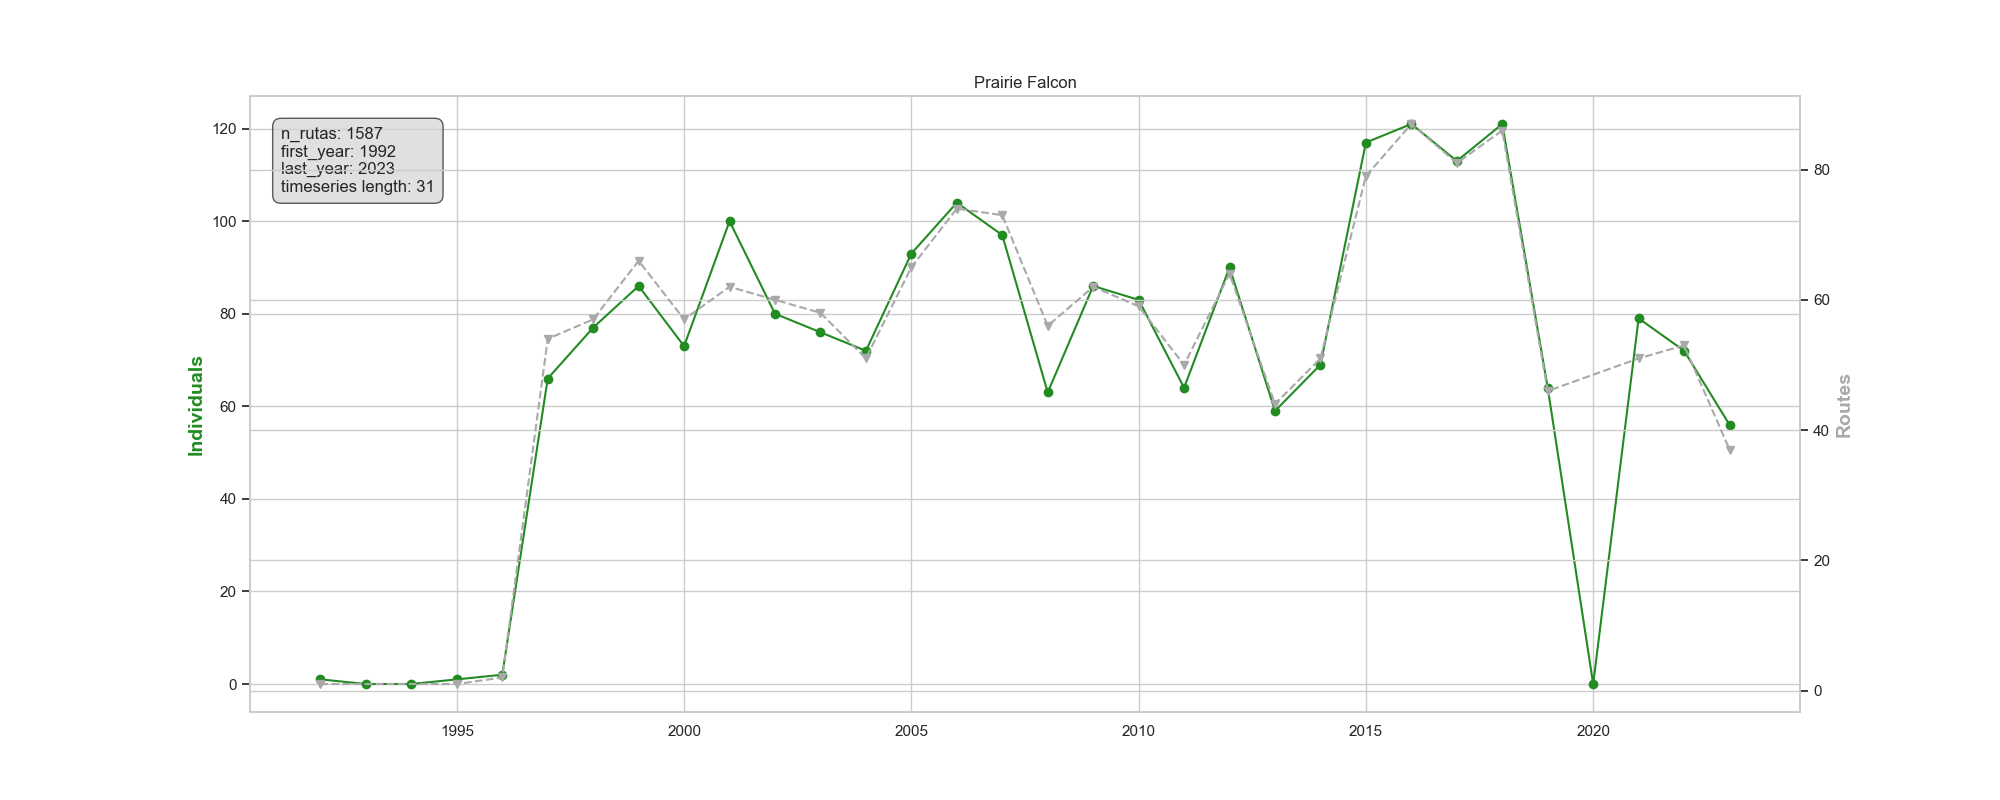 Prairie Falcon
n_rutas: 1587
first_year: 1992
last_year: 2023
timeseries length: 31
120
100
80
60
40
20
0
Individuals
80
60
40
20
0
Routes
1995 2000 2005 2010 2015 2020